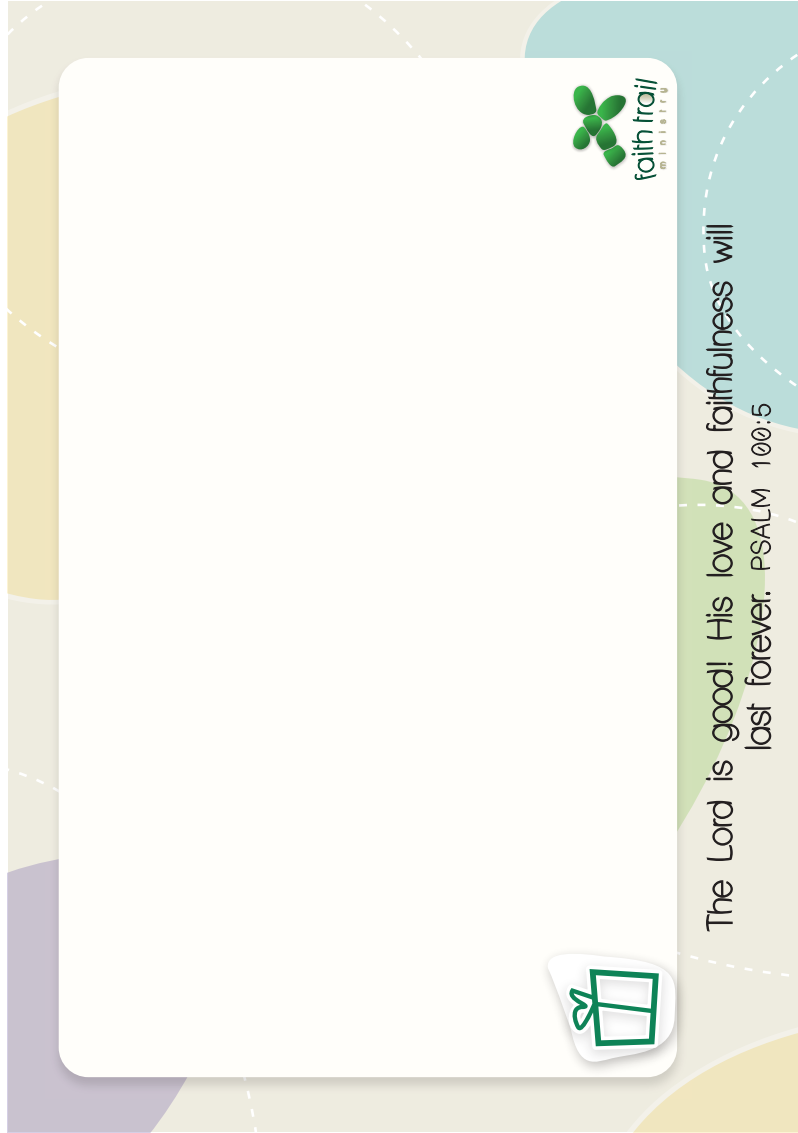 faith trail
ministry
The Lord is good! His love and faithfulness will
last forever. PSALM 100:5